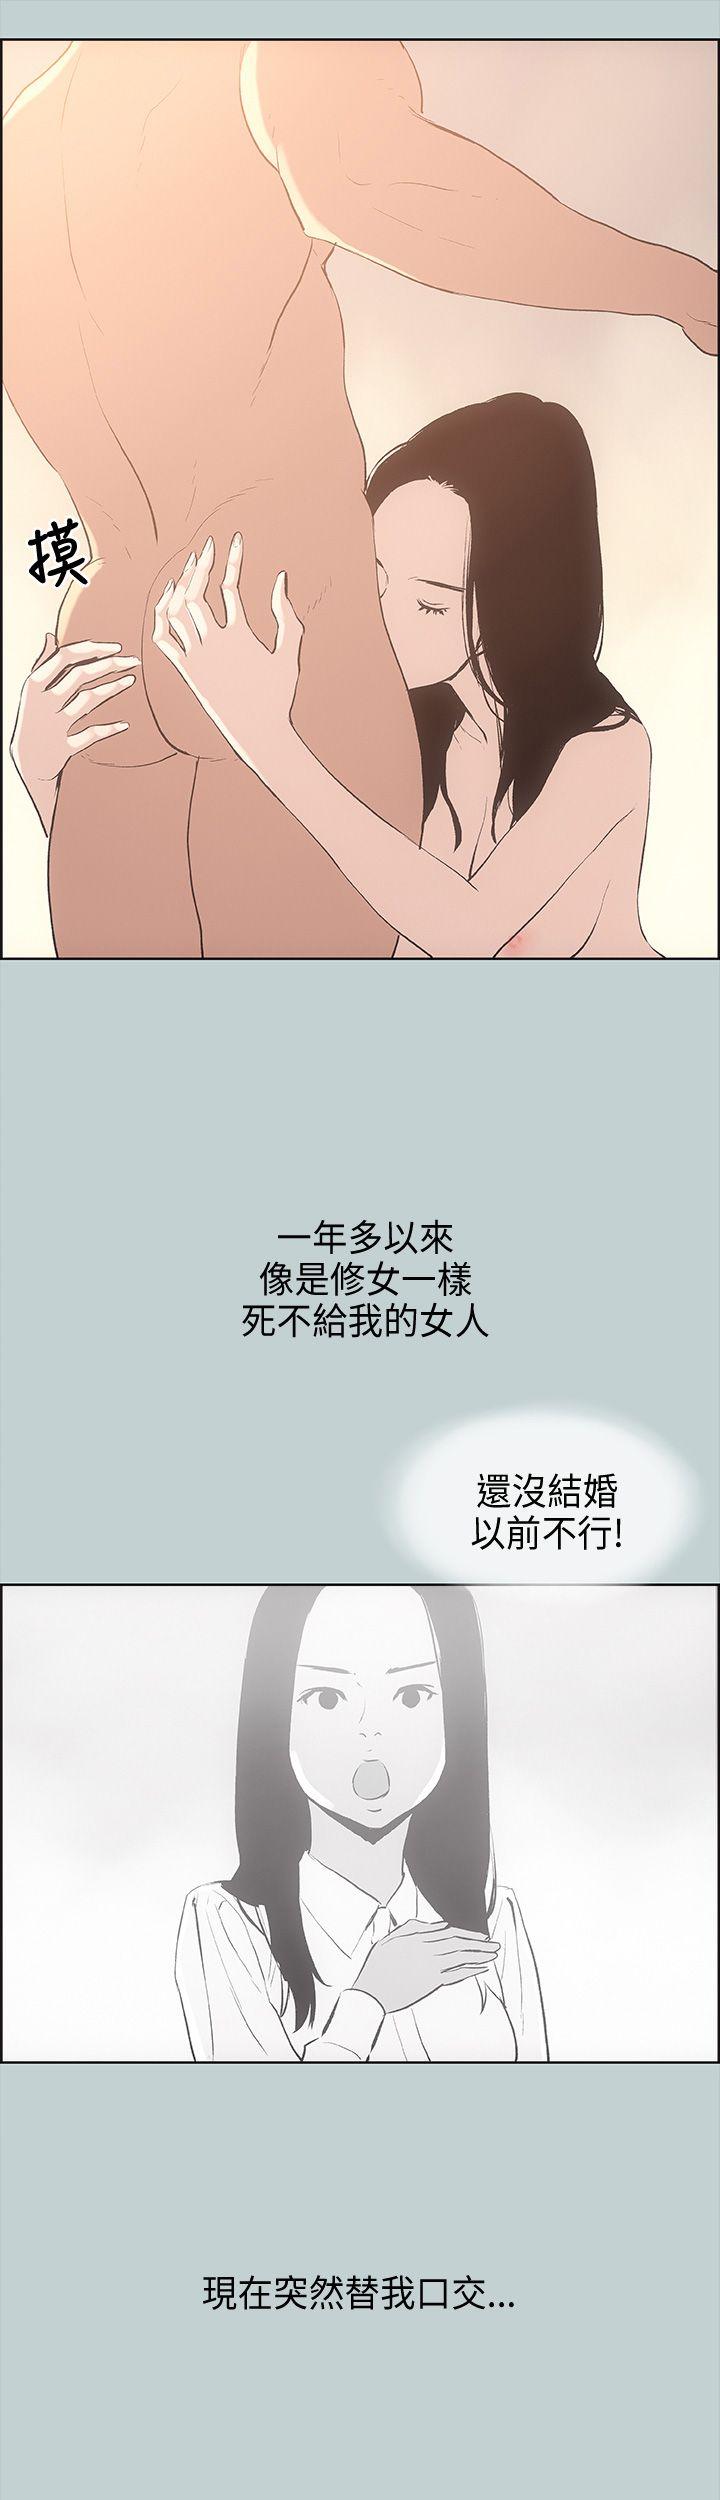 摸
一年多以來
像是修女一樣
死不給我的女人
還沒結婚
以前不行!
現在突然替我口交...